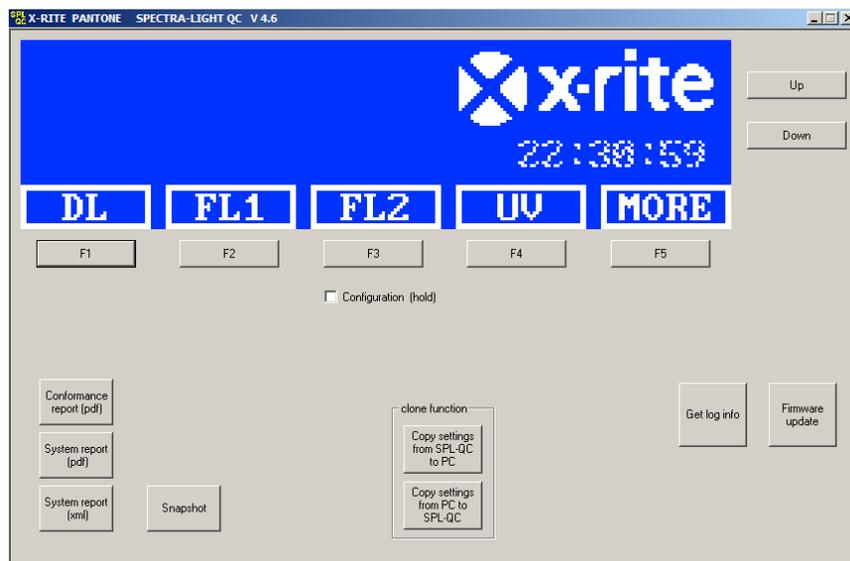 SPL QC X-RITE PANTONE SPECTRA-LIGHT QC V 4.6
x-rite
Up
Down
22:30:59
DL FL1 FL2 UV MORE
F1 F2 F3 F4 F5
Configuration (hold)
Conformance
report (pdf)
System report
(pdf)
System report
(xml)
Snapshot
clone function
Copy settings
from SPL-QC
to PC
Copy settings
from PC to
SPL-QC
Get log info
Firmware
update